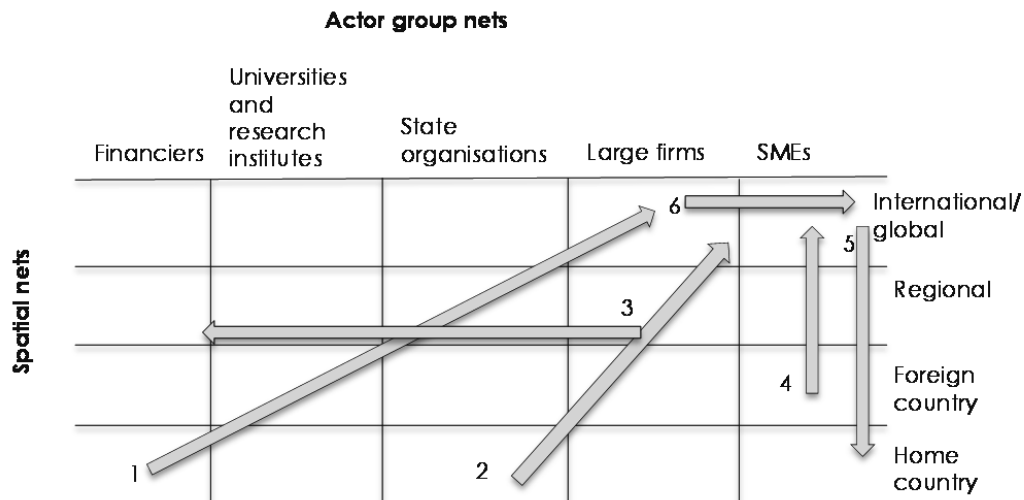 Actor group nets
Universities
and
research
institutes
Financiers
State
organisations
Large firms
SMEs
Spatial nets
International/
global
Regional
Foreign
country
Home
country
6
5
3
4
1
2